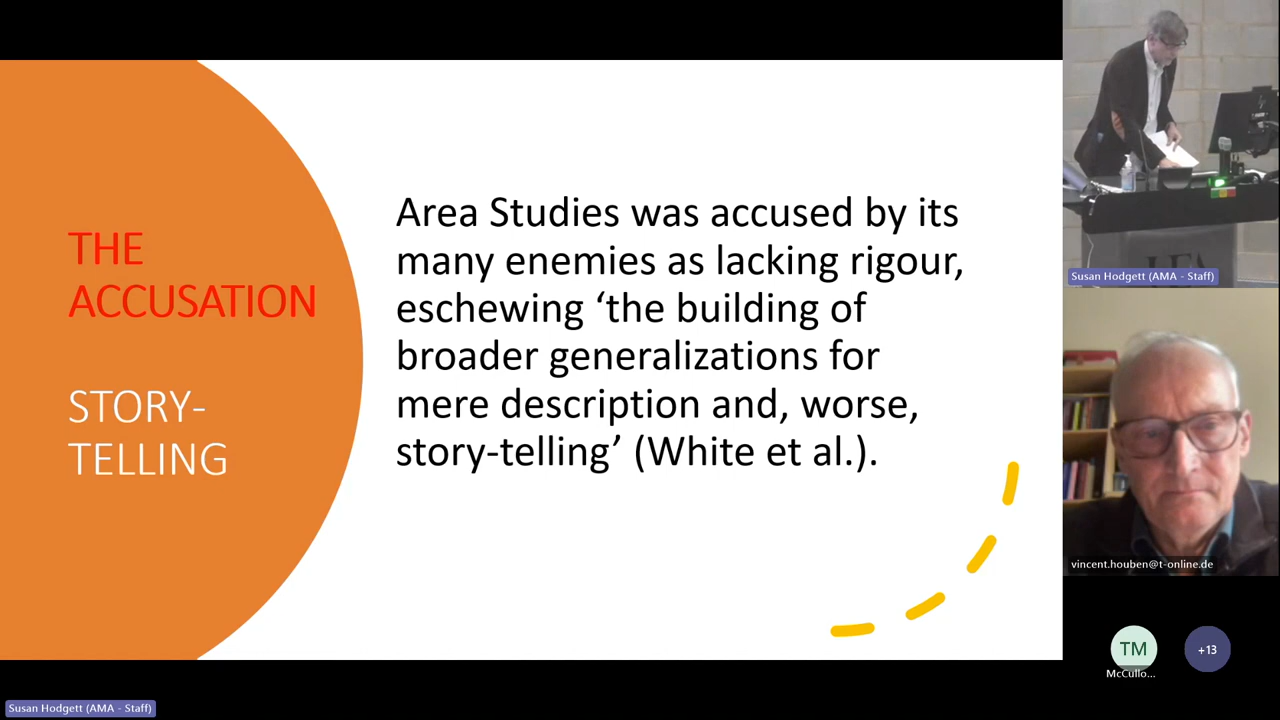 THE
ACCUSATION
STORY-
TELLING
Area Studies was accused by its
many enemies as lacking rigour,
eschewing ‘the building of
broader generalizations for
mere description and, worse,
story-telling’ (White et al.).
Susan Hodgett (AMA - Staff)
vincent.houben@t-online.de
TM
McCullo...
+13
Susan Hodgett (AMA - Staff)